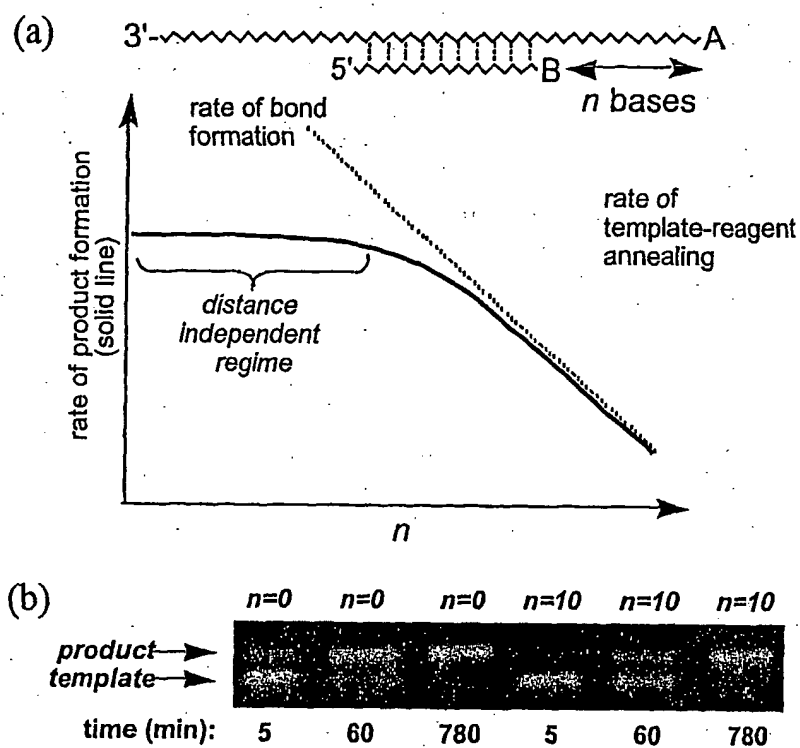 (a)
3'- A
5' B
n bases
rate of bond
formation
rate of
template-reagent
annealing
rate of product formation
(solid line)
distance
independent
regime
n
(b)
n=0 n=0 n=0 n=10 n=10 n=10
product
template
time (min): 5 60 780 5 60 780